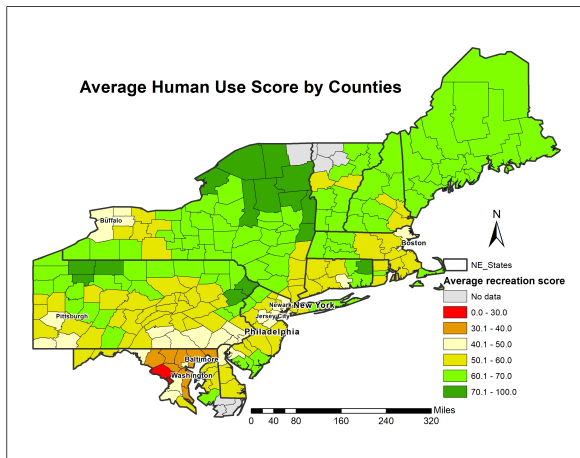 Average Human Use Score by Counties
Buffalo
Boston
N
NE_States
Average recreation score
No data
0.0 - 30.0
30.1 - 40.0
40.1 - 50.0
50.1 - 60.0
60.1 - 70.0
70.1 - 100.0
Newark
New York
Jersey City
Pittsburgh
Philadelphia
Baltimore
Washington
Miles
0 40 80 160 240 320